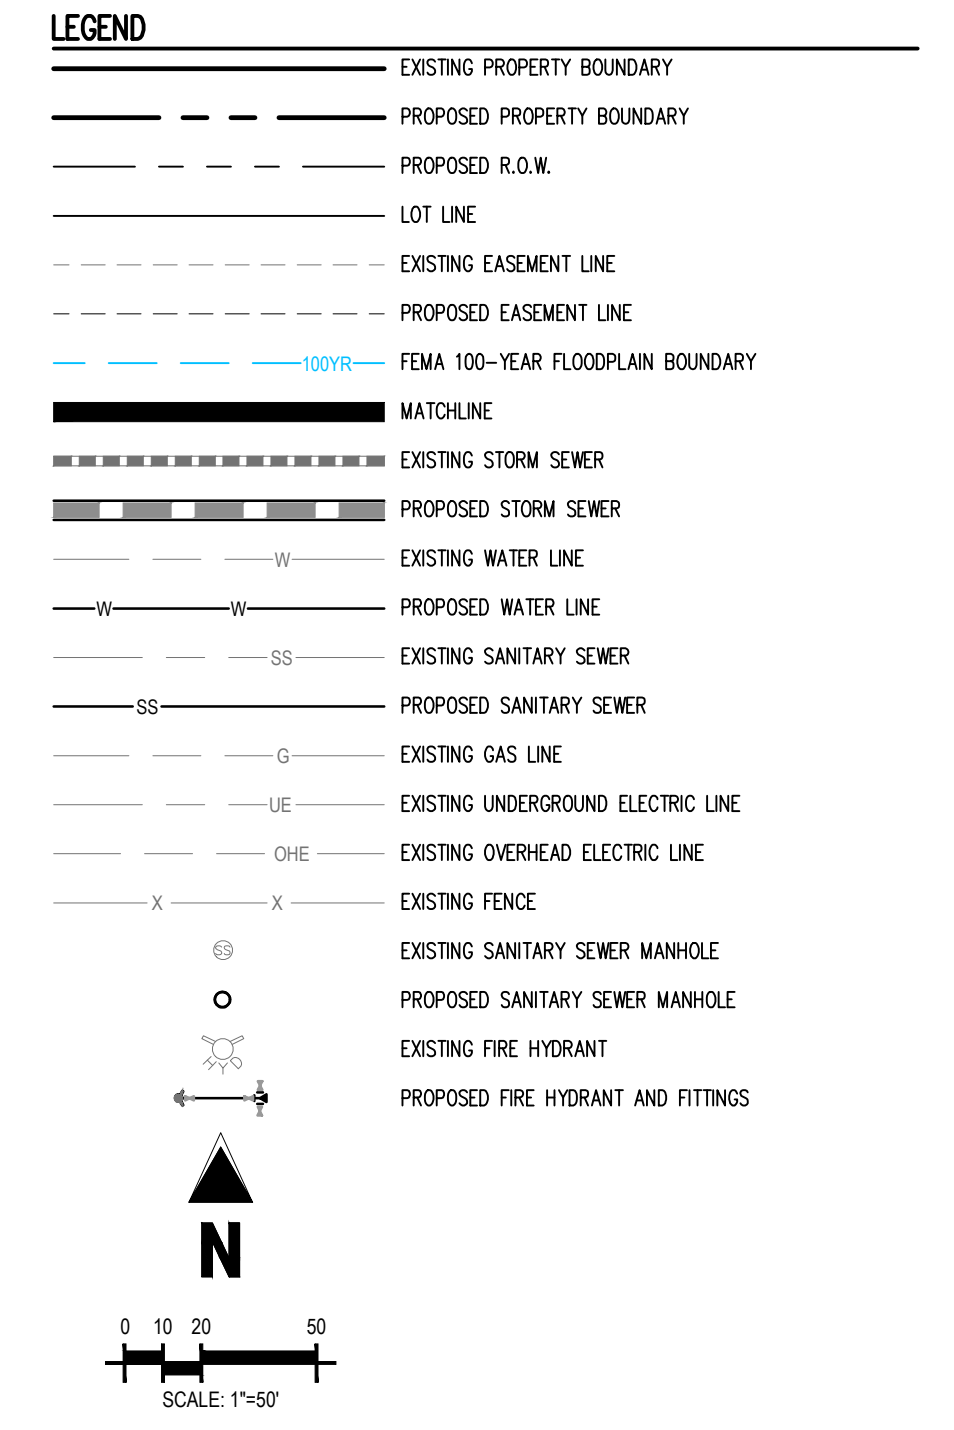 LEGEND
EXISTING PROPERTY BOUNDARY
PROPOSED PROPERTY BOUNDARY
PROPOSED R.O.W.
LOT LINE
EXISTING EASEMENT LINE
PROPOSED EASEMENT LINE
100YR FEMA 100-YEAR FLOODPLAIN BOUNDARY
MATCHLINE
EXISTING STORM SEWER
PROPOSED STORM SEWER
W EXISTING WATER LINE
W W PROPOSED WATER LINE
SS EXISTING SANITARY SEWER
SS PROPOSED SANITARY SEWER
G EXISTING GAS LINE
UE EXISTING UNDERGROUND ELECTRIC LINE
OHE EXISTING OVERHEAD ELECTRIC LINE
X X EXISTING FENCE
SS EXISTING SANITARY SEWER MANHOLE
PROPOSED SANITARY SEWER MANHOLE
HYD EXISTING FIRE HYDRANT
PROPOSED FIRE HYDRANT AND FITTINGS
N
0 10 20 50
SCALE: 1"=50'